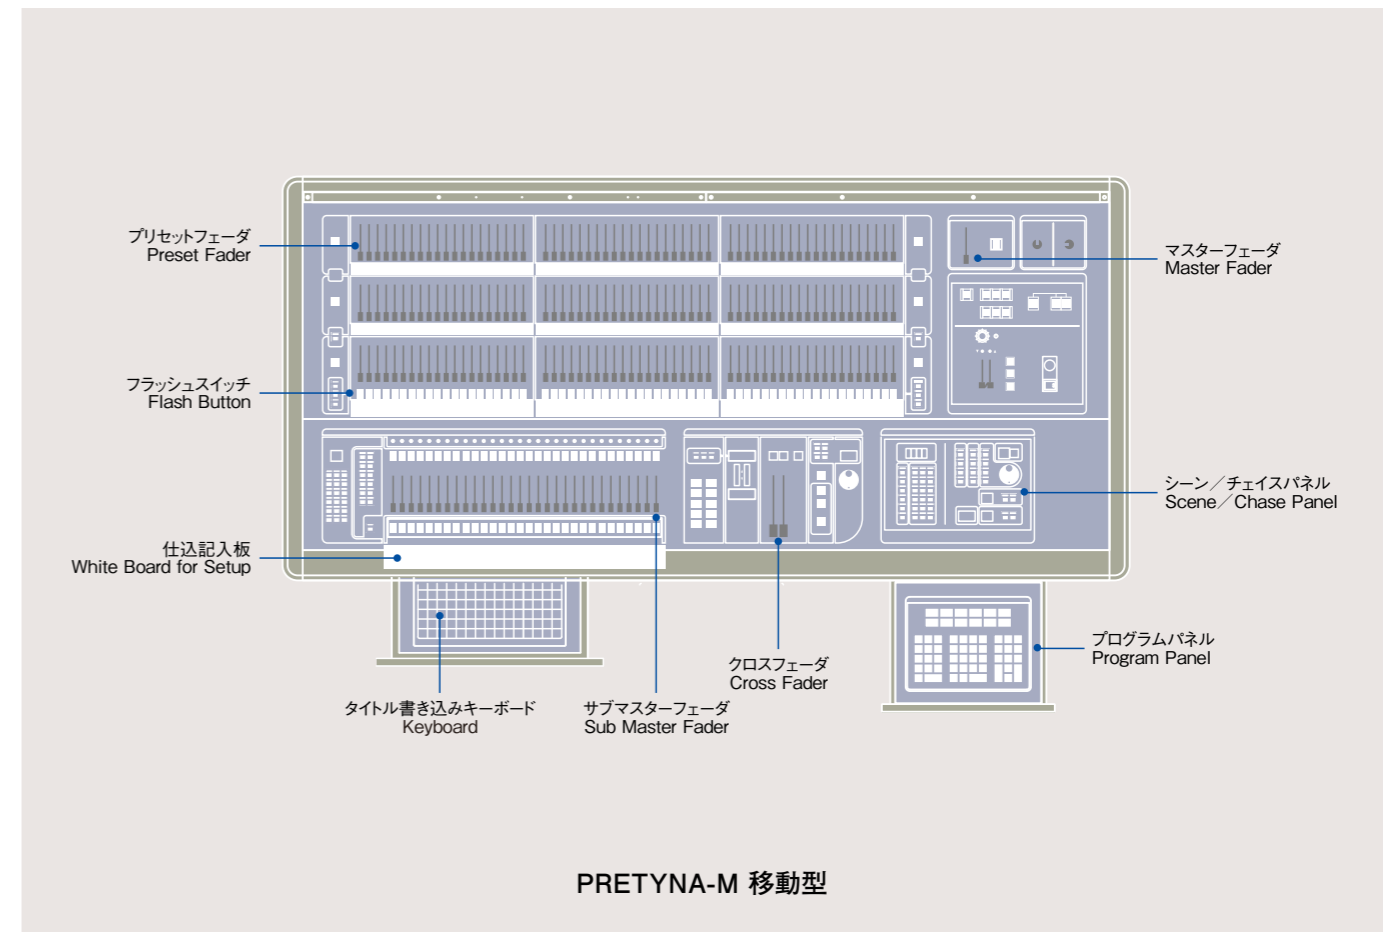 プリセットフェーダ
Preset Fader
マスターフェーダ
Master Fader
フラッシュスイッチ
Flash Button
シーン／チェイスパネル
Scene／Chase Panel
仕込記入板
White Board for Setup
プログラムパネル
Program Panel
クロスフェーダ
Cross Fader
タイトル書き込みキーボード
Keyboard
サブマスターフェーダ
Sub Master Fader
PRETYNA-M 移動型